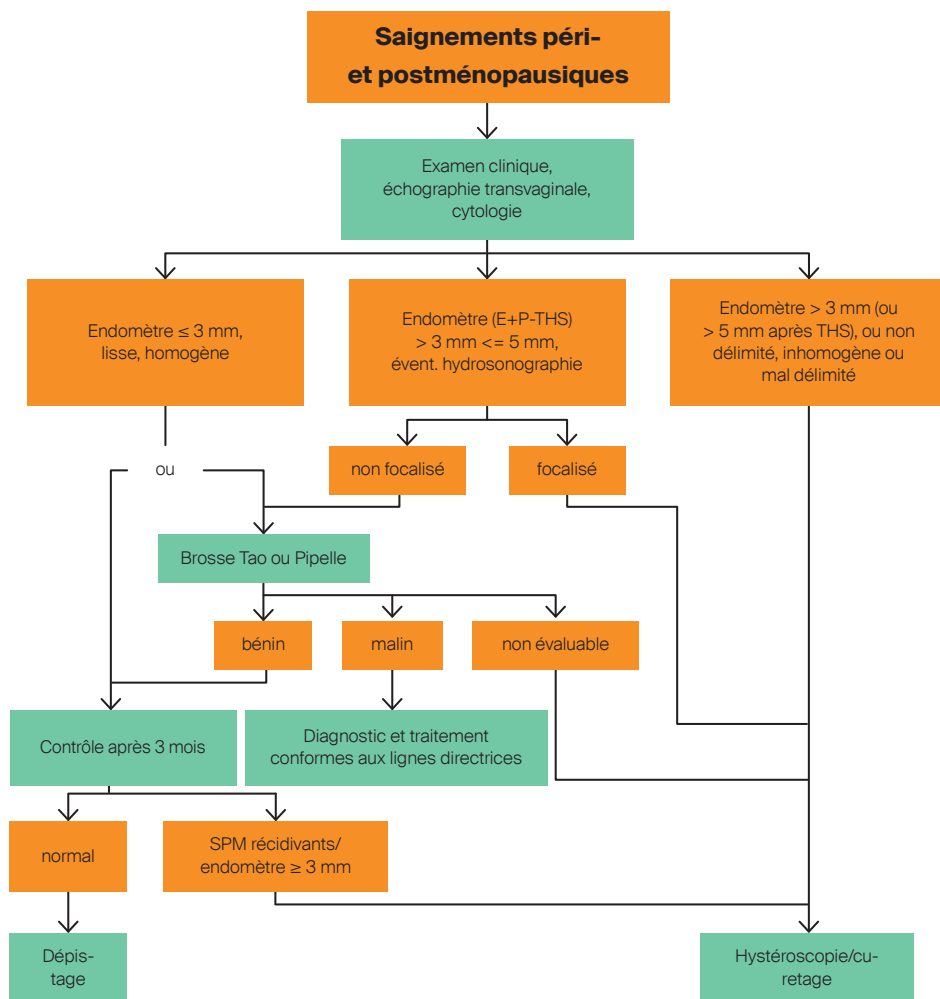 Saignements péri-
et postménopausiques
Examen clinique,
échographie transvaginale,
cytologie
Endomètre ≤ 3 mm,
lisse, homogène
Endomètre (E+P-THS)
> 3 mm <= 5 mm,
évent. hydrosonographie
Endomètre > 3 mm (ou
> 5 mm après THS), ou non
délimité, inhomogène ou
mal délimité
ou
non focalisé
focalisé
Brosse Tao ou Pipelle
bénin
malin
non évaluable
Contrôle après 3 mois
Diagnostic et traitement
conformes aux lignes directrices
normal
SPM récidivants/
endomètre ≥ 3 mm
Dépis-
tage
Hystéroscopie/cu-
retage